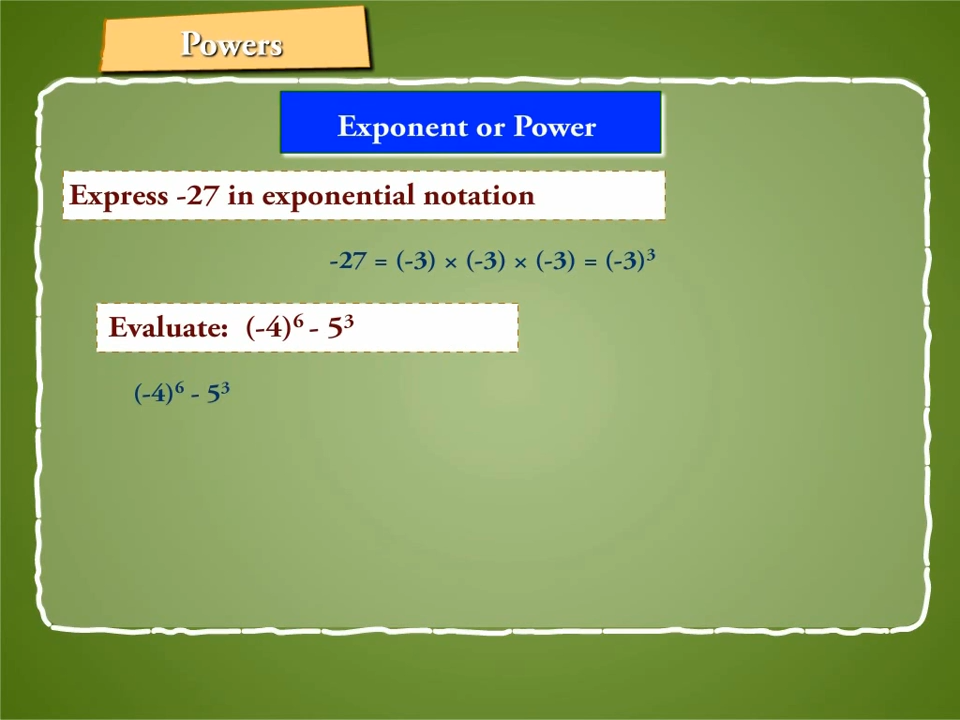 Powers
Exponent or Power
Express -27 in exponential notation
-27 = (-3) × (-3) × (-3) = (-3)³
Evaluate: (-4)⁶ - 5³
(-4)⁶ - 5³